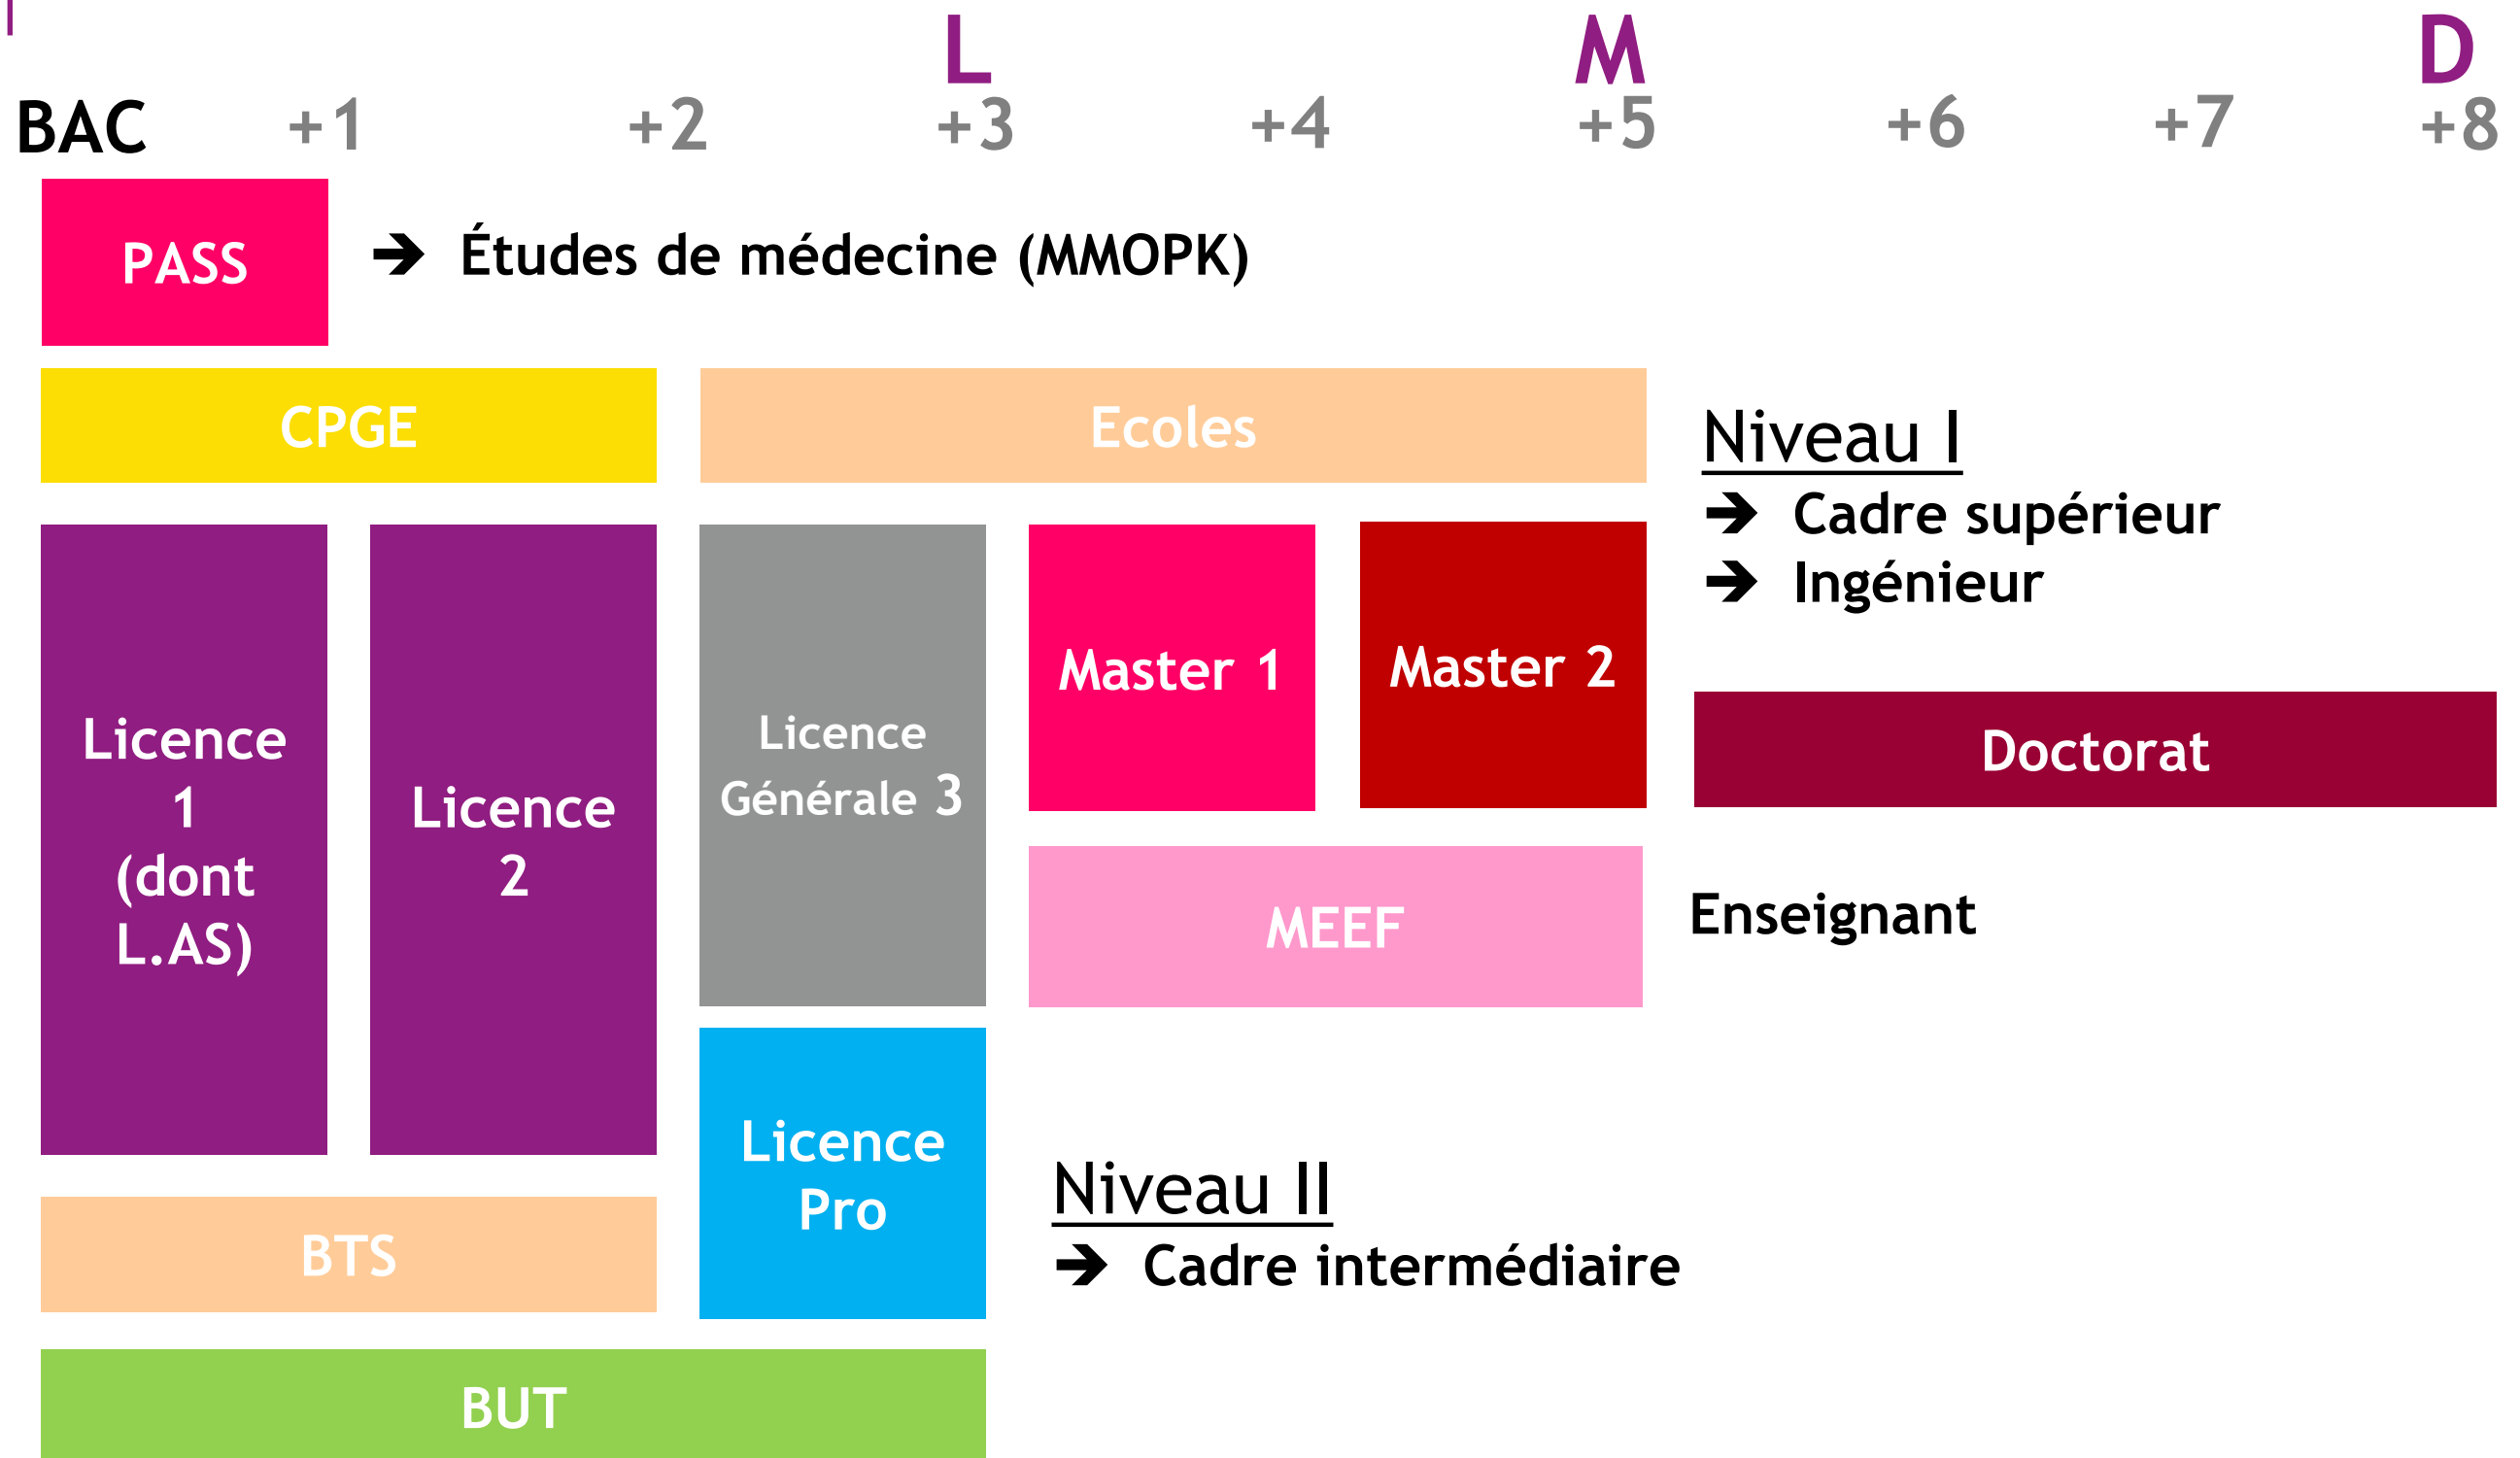 L M D
BAC +1 +2 +3 +4 +5 +6 +7 +8
PASS
➔ Études de médecine (MMOPK)
CPGE
Ecoles
Niveau I
➔ Cadre supérieur
➔ Ingénieur
Licence
1
(dont
L.AS)
Licence
2
Licence
Générale 3
Master 1
Master 2
Doctorat
MEEF
Enseignant
Licence
Pro
Niveau II
➔ Cadre intermédiaire
BTS
BUT